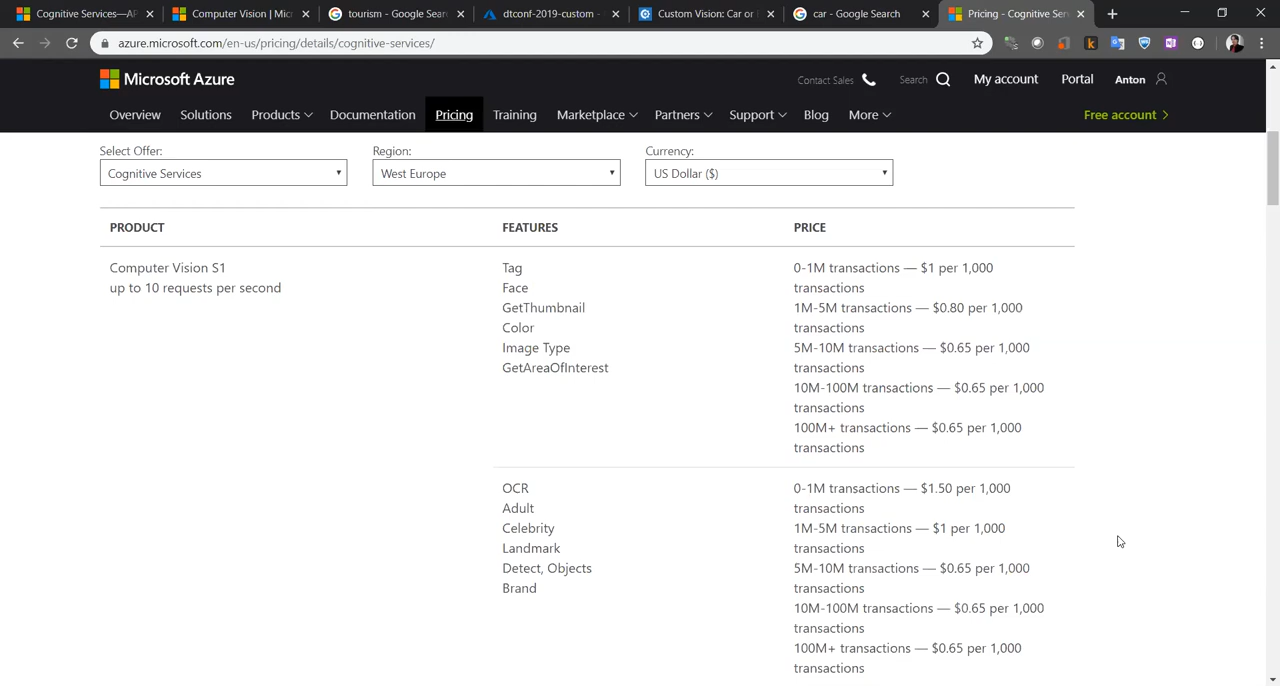 Cognitive Services—AP
Computer Vision | Mic
tourism - Google Sear
dtconf-2019-custom -
Custom Vision: Car or
car - Google Search
Pricing - Cognitive Ser
azure.microsoft.com/en-us/pricing/details/cognitive-services/
Microsoft Azure
Contact Sales
Search
My account
Portal
Anton
Overview
Solutions
Products
Documentation
Pricing
Training
Marketplace
Partners
Support
Blog
More
Free account
Select Offer:
Region:
Currency:
Cognitive Services
West Europe
US Dollar ($)
PRODUCT
FEATURES
PRICE
Computer Vision S1
up to 10 requests per second
Tag
Face
GetThumbnail
Color
Image Type
GetAreaOfInterest
0-1M transactions — $1 per 1,000
transactions
1M-5M transactions — $0.80 per 1,000
transactions
5M-10M transactions — $0.65 per 1,000
transactions
10M-100M transactions — $0.65 per 1,000
transactions
100M+ transactions — $0.65 per 1,000
transactions
OCR
Adult
Celebrity
Landmark
Detect, Objects
Brand
0-1M transactions — $1.50 per 1,000
transactions
1M-5M transactions — $1 per 1,000
transactions
5M-10M transactions — $0.65 per 1,000
transactions
10M-100M transactions — $0.65 per 1,000
transactions
100M+ transactions — $0.65 per 1,000
transactions